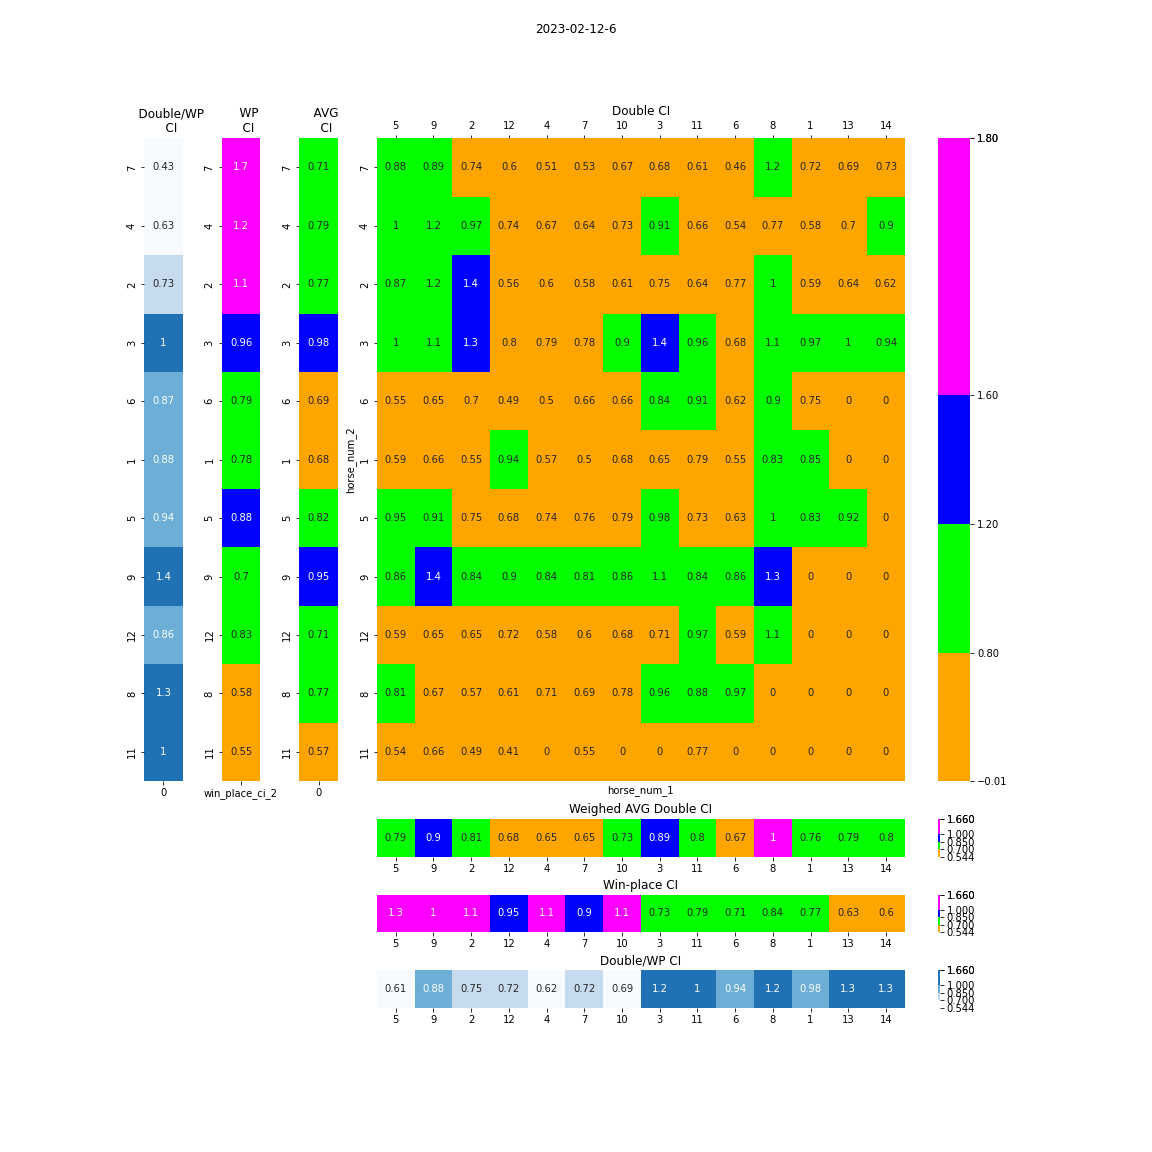 2023-02-12-6
Double/WP CI
WP CI
AVG CI
Double CI
5 9 2 12 4 7 10 3 11 6 8 1 13 14
7 0.43 7 1.7 7 0.71 7 0.88 0.89 0.74 0.6 0.51 0.53 0.67 0.68 0.61 0.46 1.2 0.72 0.69 0.73
4 0.63 4 1.2 4 0.79 4 1 1.2 0.97 0.74 0.67 0.64 0.73 0.91 0.66 0.54 0.77 0.58 0.7 0.9
2 0.73 2 1.1 2 0.77 2 0.87 1.2 1.4 0.56 0.6 0.58 0.61 0.75 0.64 0.77 1 0.59 0.64 0.62
3 1 3 0.96 3 0.98 3 1 1.1 1.3 0.8 0.79 0.78 0.9 1.4 0.96 0.68 1.1 0.97 1 0.94
6 0.87 6 0.79 6 0.69 6 0.55 0.65 0.7 0.49 0.5 0.66 0.66 0.84 0.91 0.62 0.9 0.75 0 0
1 0.88 1 0.78 1 0.68 1 0.59 0.66 0.55 0.94 0.57 0.5 0.68 0.65 0.79 0.55 0.83 0.85 0 0
5 0.94 5 0.88 5 0.82 5 0.95 0.91 0.75 0.68 0.74 0.76 0.79 0.98 0.73 0.63 1 0.83 0.92 0
9 1.4 9 0.7 9 0.95 9 0.86 1.4 0.84 0.9 0.84 0.81 0.86 1.1 0.84 0.86 1.3 0 0 0
12 0.86 12 0.83 12 0.71 12 0.59 0.65 0.65 0.72 0.58 0.6 0.68 0.71 0.97 0.59 1.1 0 0 0
8 1.3 8 0.58 8 0.77 8 0.81 0.67 0.57 0.61 0.71 0.69 0.78 0.96 0.88 0.97 0 0 0 0
11 1 11 0.55 11 0.57 11 0.54 0.66 0.49 0.41 0 0.55 0 0 0.77 0 0 0 0 0
horse_num_2
0 win_place_ci_2 0 horse_num_1
1.80
1.60
1.20
0.80
−0.01
Weighed AVG Double CI
0.79 0.9 0.81 0.68 0.65 0.65 0.73 0.89 0.8 0.67 1 0.76 0.79 0.8
5 9 2 12 4 7 10 3 11 6 8 1 13 14
1.660
1.000
0.850
0.700
0.544
Win-place CI
1.3 1 1.1 0.95 1.1 0.9 1.1 0.73 0.79 0.71 0.84 0.77 0.63 0.6
5 9 2 12 4 7 10 3 11 6 8 1 13 14
1.660
1.000
0.850
0.700
0.544
Double/WP CI
0.61 0.88 0.75 0.72 0.62 0.72 0.69 1.2 1 0.94 1.2 0.98 1.3 1.3
5 9 2 12 4 7 10 3 11 6 8 1 13 14
1.660
1.000
0.850
0.700
0.544